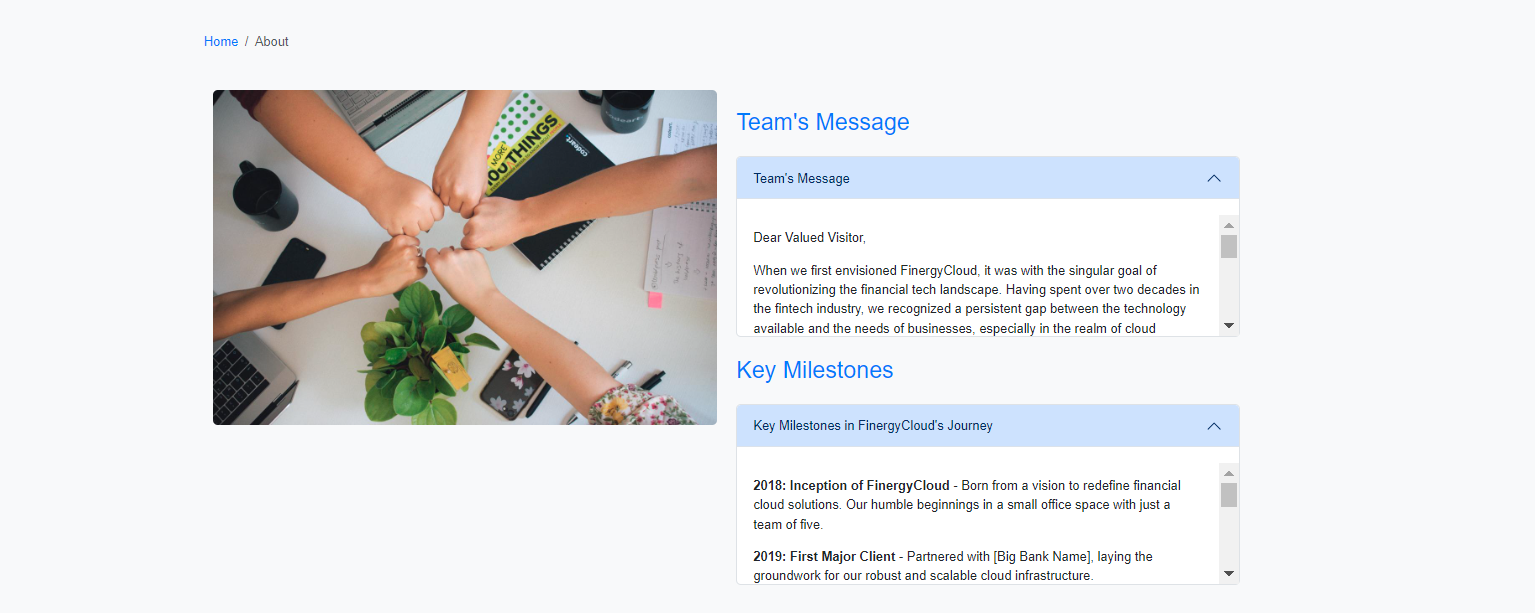 Home / About
MORE
100 THINGS
codeart.
codeart.
Team's Message
Team's Message
Dear Valued Visitor,
When we first envisioned FinergyCloud, it was with the singular goal of
revolutionizing the financial tech landscape. Having spent over two decades in
the fintech industry, we recognized a persistent gap between the technology
available and the needs of businesses, especially in the realm of cloud
Key Milestones
Key Milestones in FinergyCloud's Journey
2018: Inception of FinergyCloud - Born from a vision to redefine financial
cloud solutions. Our humble beginnings in a small office space with just a
team of five.
2019: First Major Client - Partnered with [Big Bank Name], laying the
groundwork for our robust and scalable cloud infrastructure.